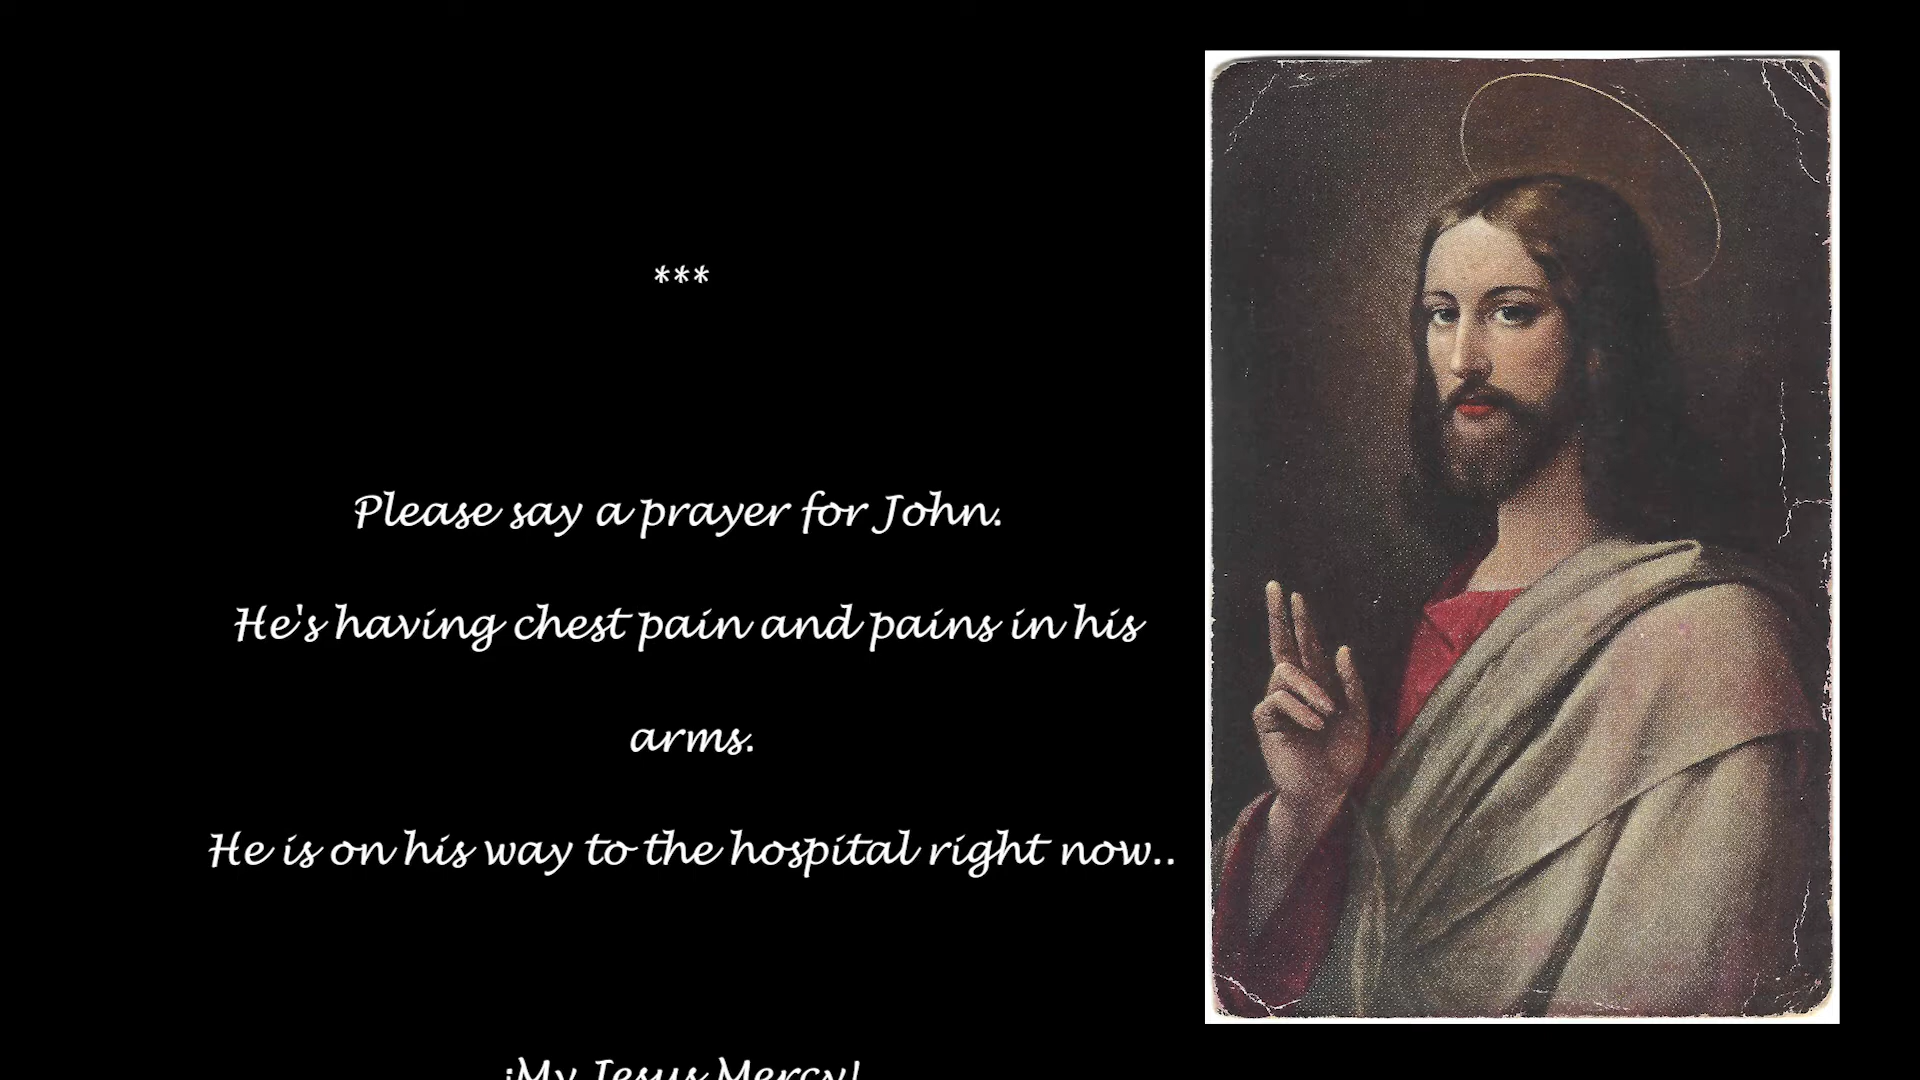 ***
Please say a prayer for John.
He's having chest pain and pains in his
arms.
He is on his way to the hospital right now..
¡My Jesus Mercy!